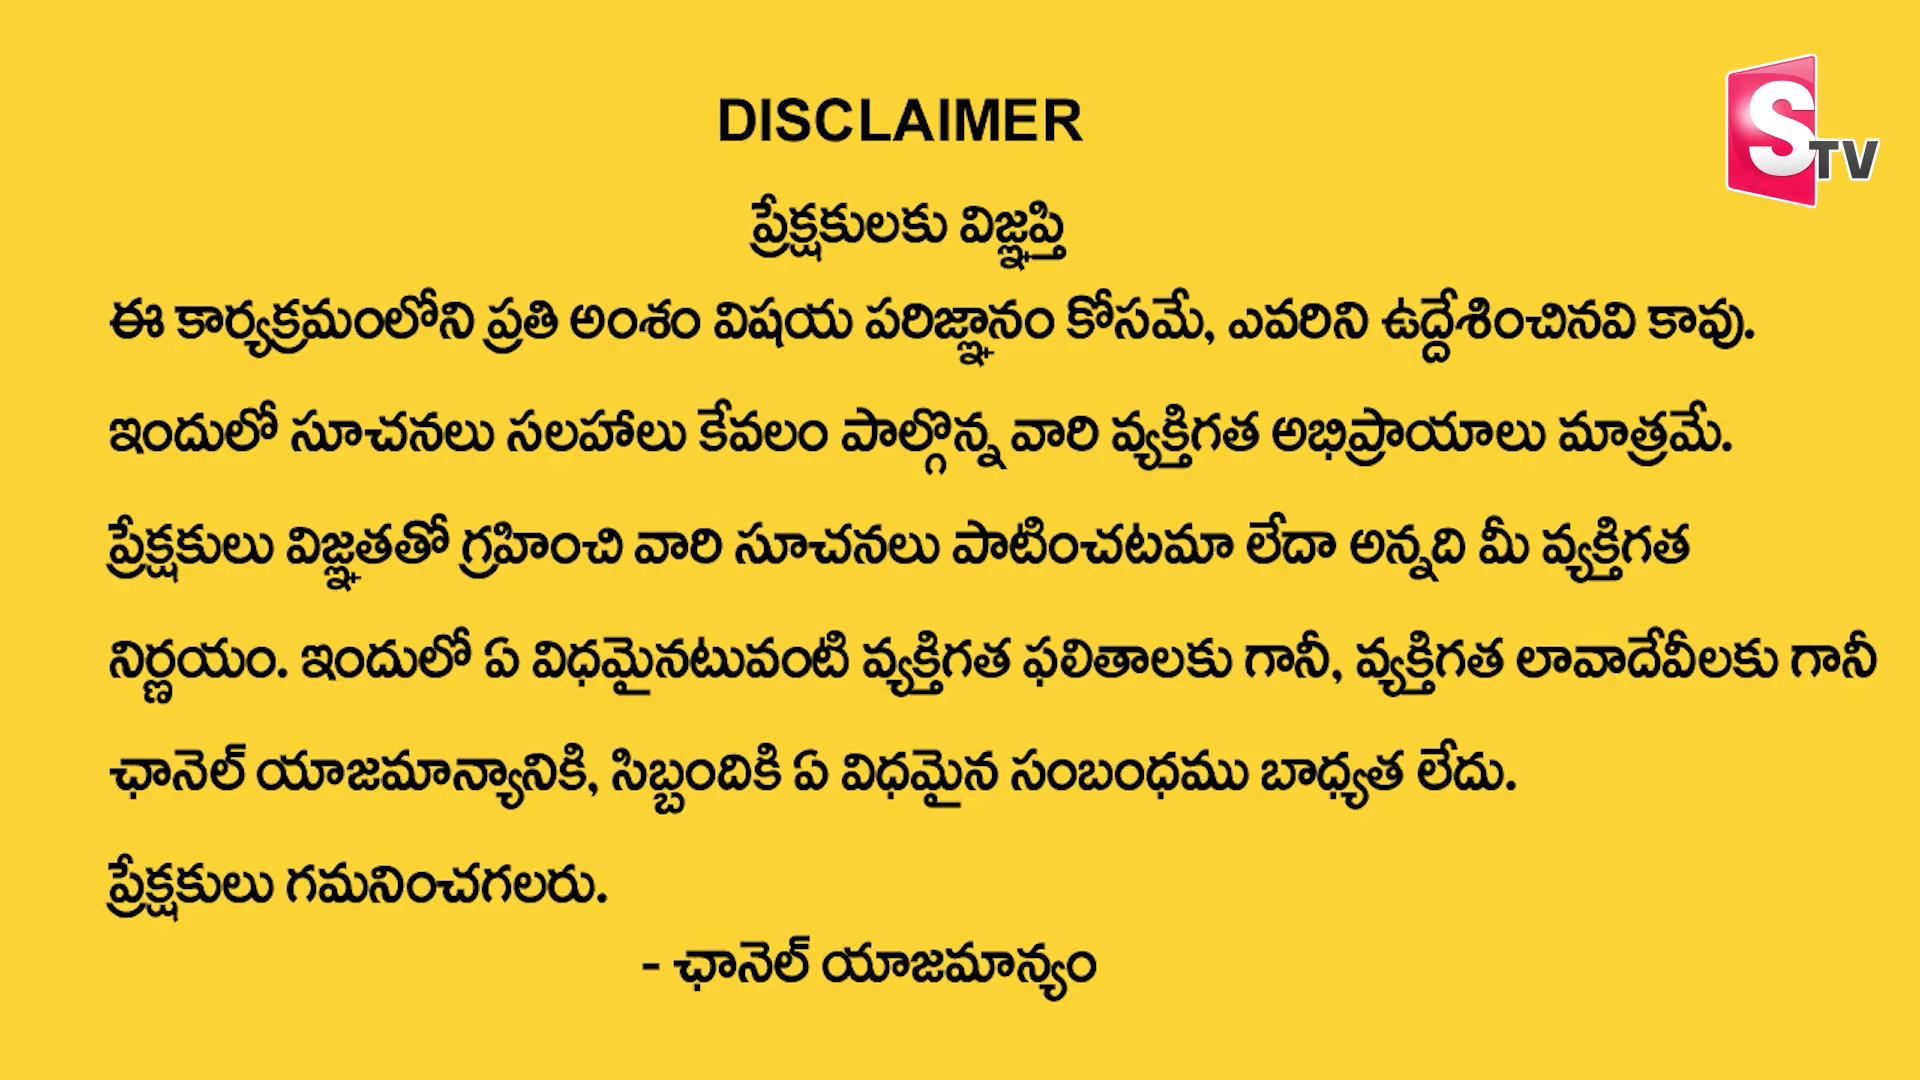 DISCLAIMER
STV
ప్రేక్షకులకు విజ్ఞప్తి
ఈ కార్యక్రమంలోని ప్రతి అంశం విషయ పరిజ్ఞానం కోసమే, ఎవరిని ఉద్దేశించినవి కావు.
ఇందులో సూచనలు సలహాలు కేవలం పాల్గొన్న వారి వ్యక్తిగత అభిప్రాయాలు మాత్రమే.
ప్రేక్షకులు విజ్ఞతతో గ్రహించి వారి సూచనలు పాటించటమా లేదా అన్నది మీ వ్యక్తిగత
నిర్ణయం. ఇందులో ఏ విధమైనటువంటి వ్యక్తిగత ఫలితాలకు గానీ, వ్యక్తిగత లావాదేవీలకు గానీ
ఛానెల్ యాజమాన్యానికి, సిబ్బందికి ఏ విధమైన సంబంధము బాధ్యత లేదు.
ప్రేక్షకులు గమనించగలరు.
- ఛానెల్ యాజమాన్యం